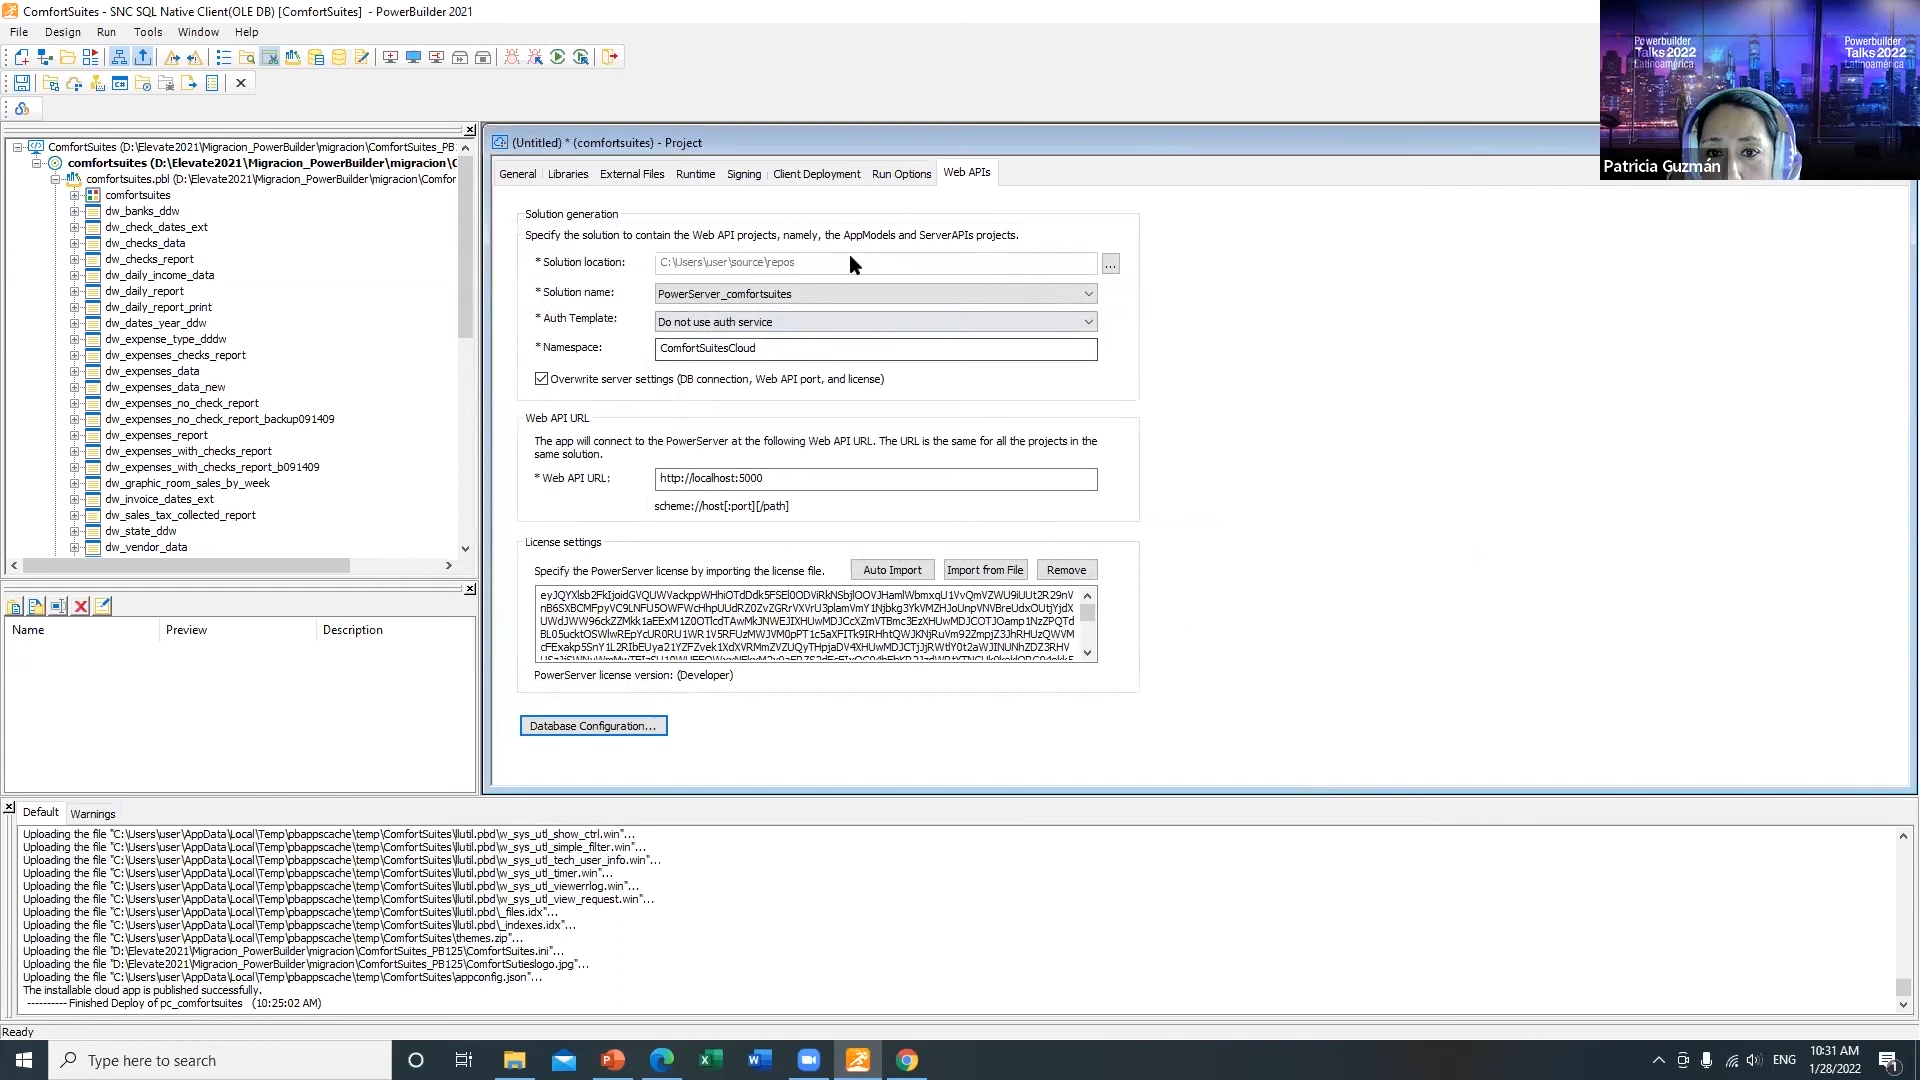 ComfortSuites - SNC SQL Native Client(OLE DB) [ComfortSuites] - PowerBuilder 2021
File Design Run Tools Window Help
Powerbuilder Talks2022 Latinoamérica
Powerbuilder Talks2022 Latinoamérica
Patricia Guzmán
ComfortSuites (D:\Elevate2021\Migracion_PowerBuilder\migracion\ComfortSuites_PB
comfortsuites (D:\Elevate2021\Migracion_PowerBuilder\migracion\C
comfortsuites.pbl (D:\Elevate2021\Migracion_PowerBuilder\migracion\Comfor
comfortsuites
dw_banks_ddw
dw_check_dates_ext
dw_checks_data
dw_checks_report
dw_daily_income_data
dw_daily_report
dw_daily_report_print
dw_dates_year_ddw
dw_expense_type_dddw
dw_expenses_checks_report
dw_expenses_data
dw_expenses_data_new
dw_expenses_no_check_report
dw_expenses_no_check_report_backup091409
dw_expenses_report
dw_expenses_with_checks_report
dw_expenses_with_checks_report_b091409
dw_graphic_room_sales_by_week
dw_invoice_dates_ext
dw_sales_tax_collected_report
dw_state_ddw
dw_vendor_data
Name Preview Description
(Untitled) * (comfortsuites) - Project
General Libraries External Files Runtime Signing Client Deployment Run Options Web APIs
Solution generation
Specify the solution to contain the Web API projects, namely, the AppModels and ServerAPIs projects.
* Solution location: C:\Users\user\source\repos ...
* Solution name: PowerServer_comfortsuites
* Auth Template: Do not use auth service
* Namespace: ComfortSuitesCloud
Overwrite server settings (DB connection, Web API port, and license)
Web API URL
The app will connect to the PowerServer at the following Web API URL. The URL is the same for all the projects in the
same solution.
* Web API URL: http://localhost:5000
scheme://host[:port][/path]
License settings
Specify the PowerServer license by importing the license file. Auto Import Import from File Remove
PowerServer license version: (Developer)
Database Configuration...
Default Warnings
Uploading the file "C:\Users\user\AppData\Local\Temp\pbappscache\temp\ComfortSuites\llutil.pbd\w_sys_utl_show_ctrl.win"...
Uploading the file "C:\Users\user\AppData\Local\Temp\pbappscache\temp\ComfortSuites\llutil.pbd\w_sys_utl_simple_filter.win"...
Uploading the file "C:\Users\user\AppData\Local\Temp\pbappscache\temp\ComfortSuites\llutil.pbd\w_sys_utl_tech_user_info.win"...
Uploading the file "C:\Users\user\AppData\Local\Temp\pbappscache\temp\ComfortSuites\llutil.pbd\w_sys_utl_timer.win"...
Uploading the file "C:\Users\user\AppData\Local\Temp\pbappscache\temp\ComfortSuites\llutil.pbd\w_sys_utl_viewerrlog.win"...
Uploading the file "C:\Users\user\AppData\Local\Temp\pbappscache\temp\ComfortSuites\llutil.pbd\w_sys_utl_view_request.win"...
Uploading the file "C:\Users\user\AppData\Local\Temp\pbappscache\temp\ComfortSuites\llutil.pbd\_files.idx"...
Uploading the file "C:\Users\user\AppData\Local\Temp\pbappscache\temp\ComfortSuites\llutil.pbd\_indexes.idx"...
Uploading the file "C:\Users\user\AppData\Local\Temp\pbappscache\temp\ComfortSuites\themes.zip"...
Uploading the file "D:\Elevate2021\Migracion_PowerBuilder\migracion\ComfortSuites_PB125\ComfortSuites.ini"...
Uploading the file "D:\Elevate2021\Migracion_PowerBuilder\migracion\ComfortSuites_PB125\ComfortSutieslogo.jpg"...
Uploading the file "C:\Users\user\AppData\Local\Temp\pbappscache\temp\ComfortSuites\appconfig.json"...
The installable cloud app is published successfully.
---------- Finished Deploy of pc_comfortsuites (10:25:02 AM)
Ready
Type here to search
ENG
10:31 AM
1/28/2022
1